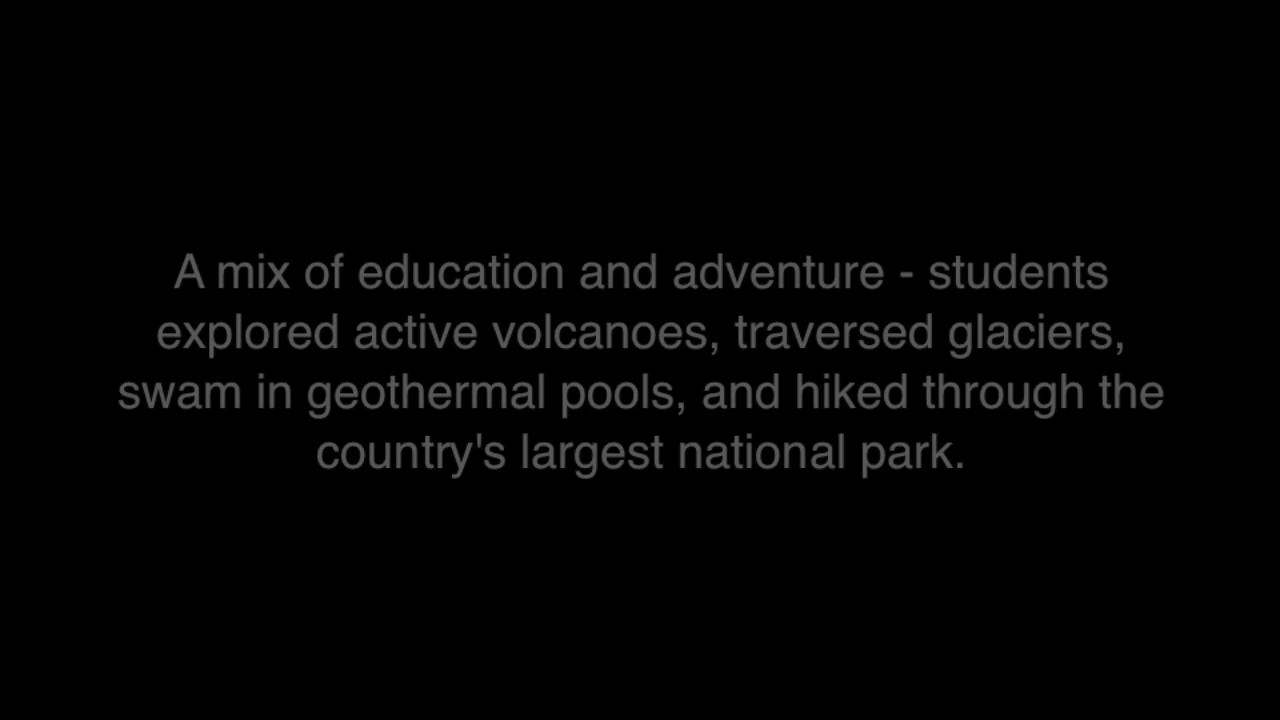 A mix of education and adventure - students
explored active volcanoes, traversed glaciers,
swam in geothermal pools, and hiked through the
country's largest national park.